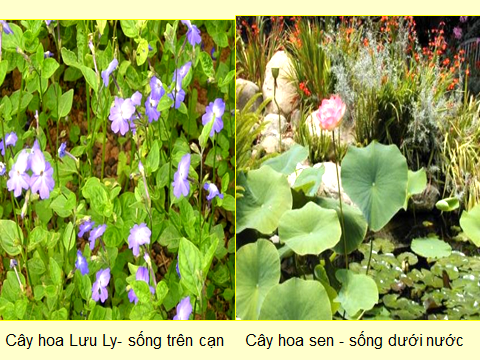 Cây hoa Lưu Ly- sống trên cạn
Cây hoa sen - sống dưới nước